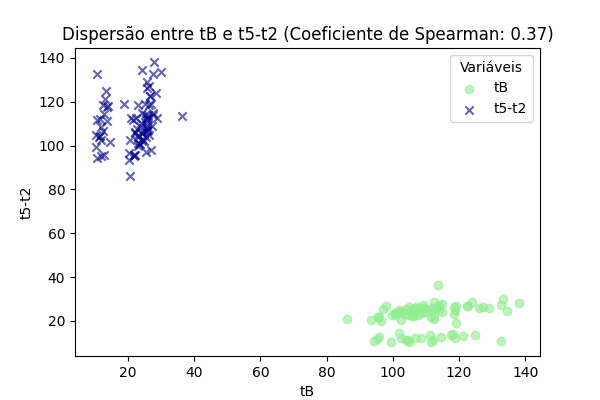 Dispersão entre tB e t5-t2 (Coeficiente de Spearman: 0.37)
140
120
100
80
60
40
20
t5-t2
Variáveis
tB
t5-t2
20
40
60
80
100
120
140
tB